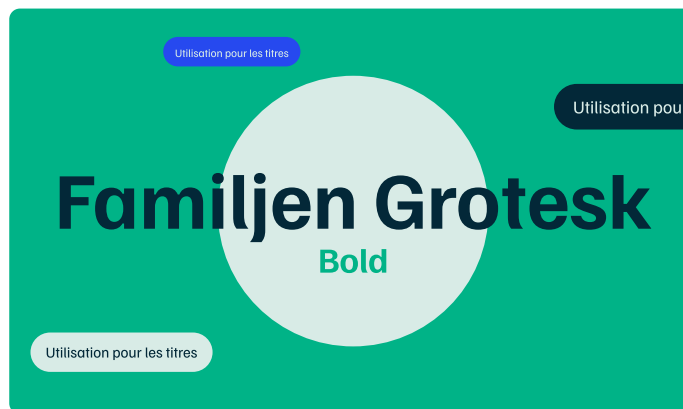 Utilisation pour les titres
Utilisation pou
Familjen Grotesk
Bold
Utilisation pour les titres